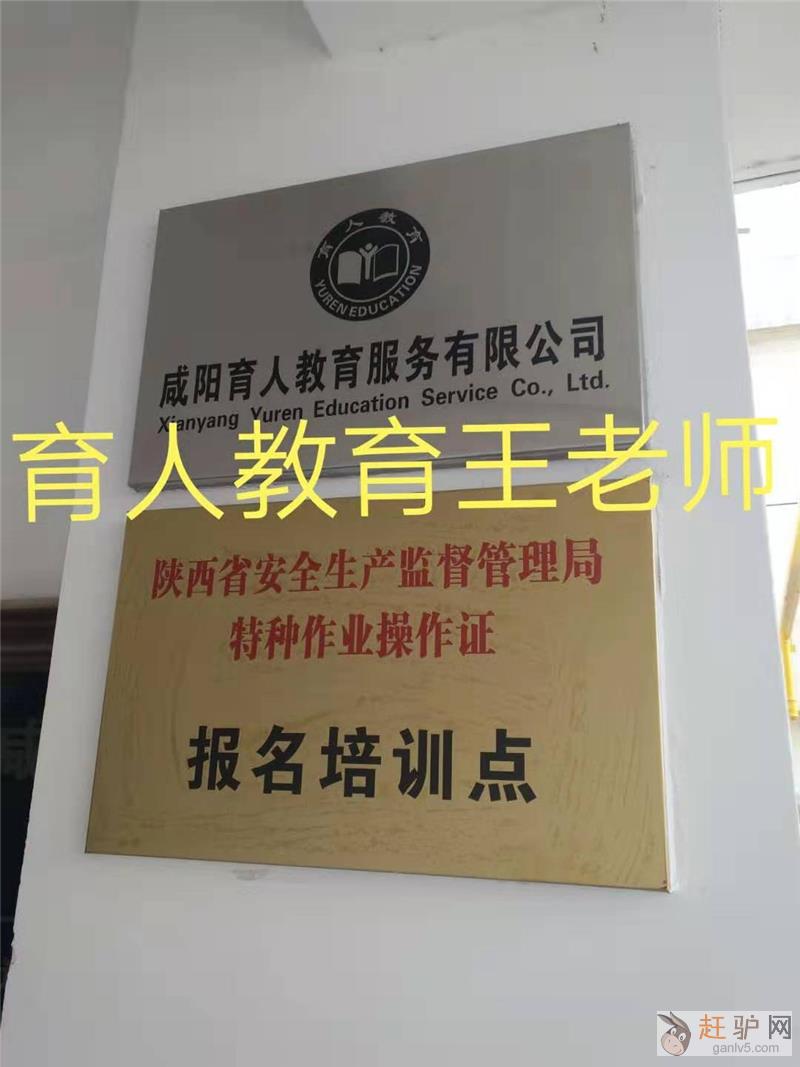 育人教育
YUREN EDUCATION
咸阳育人教育服务有限公司
Xianyang Yuren Education Service Co., Ltd.
育人教育王老师
陕西省安全生产监督管理局
特种作业操作证
报名培训点
赶驴网
ganlv5.com